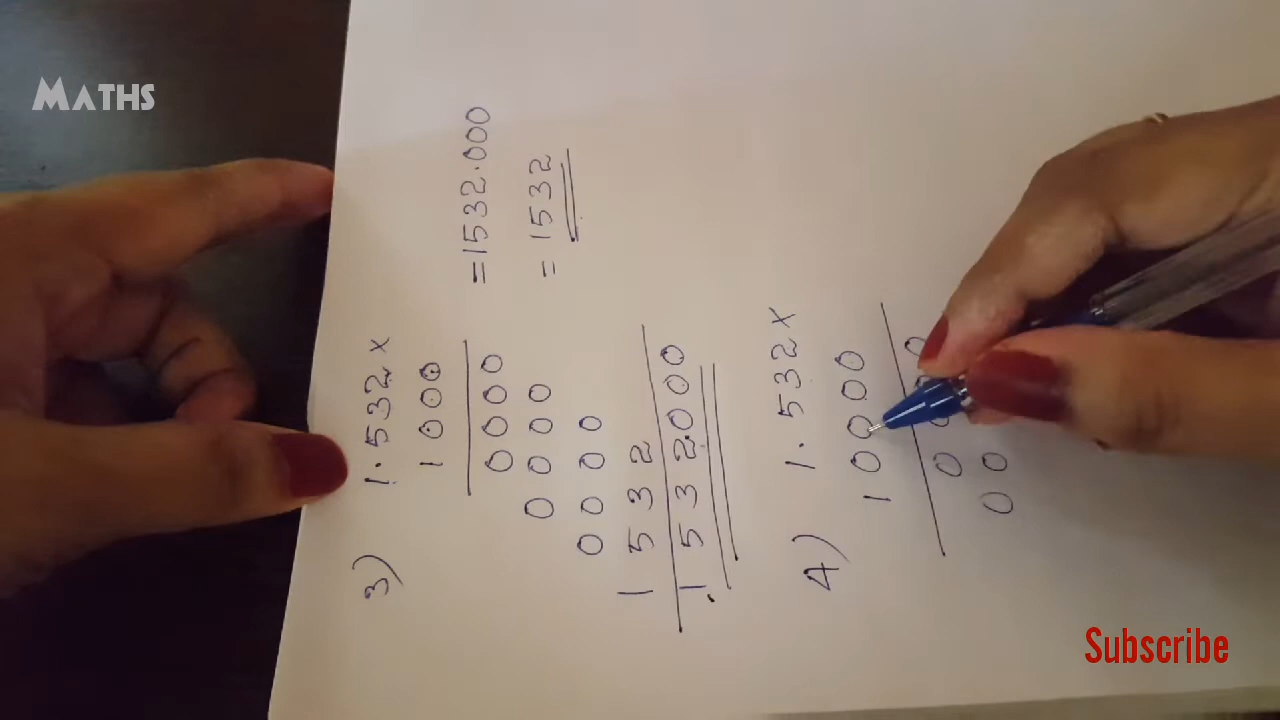 MATHS
3) 1.532 x
1000
0000
0000
0000
1532
1532.000
= 1532.000
= 1532
4) 1.532 x
10000
00
Subscribe